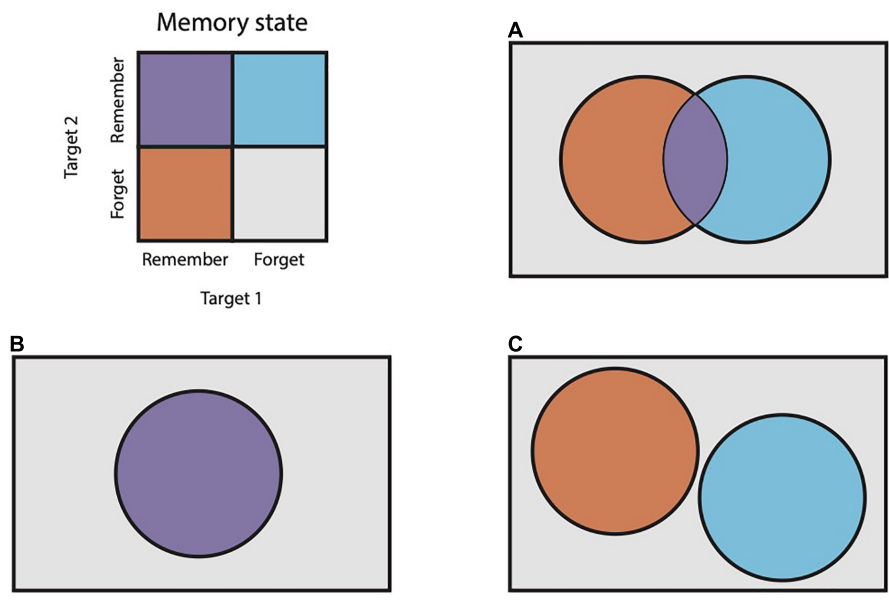 Memory state
Target 2
Remember
Forget
Remember Forget
Target 1
A
B
C